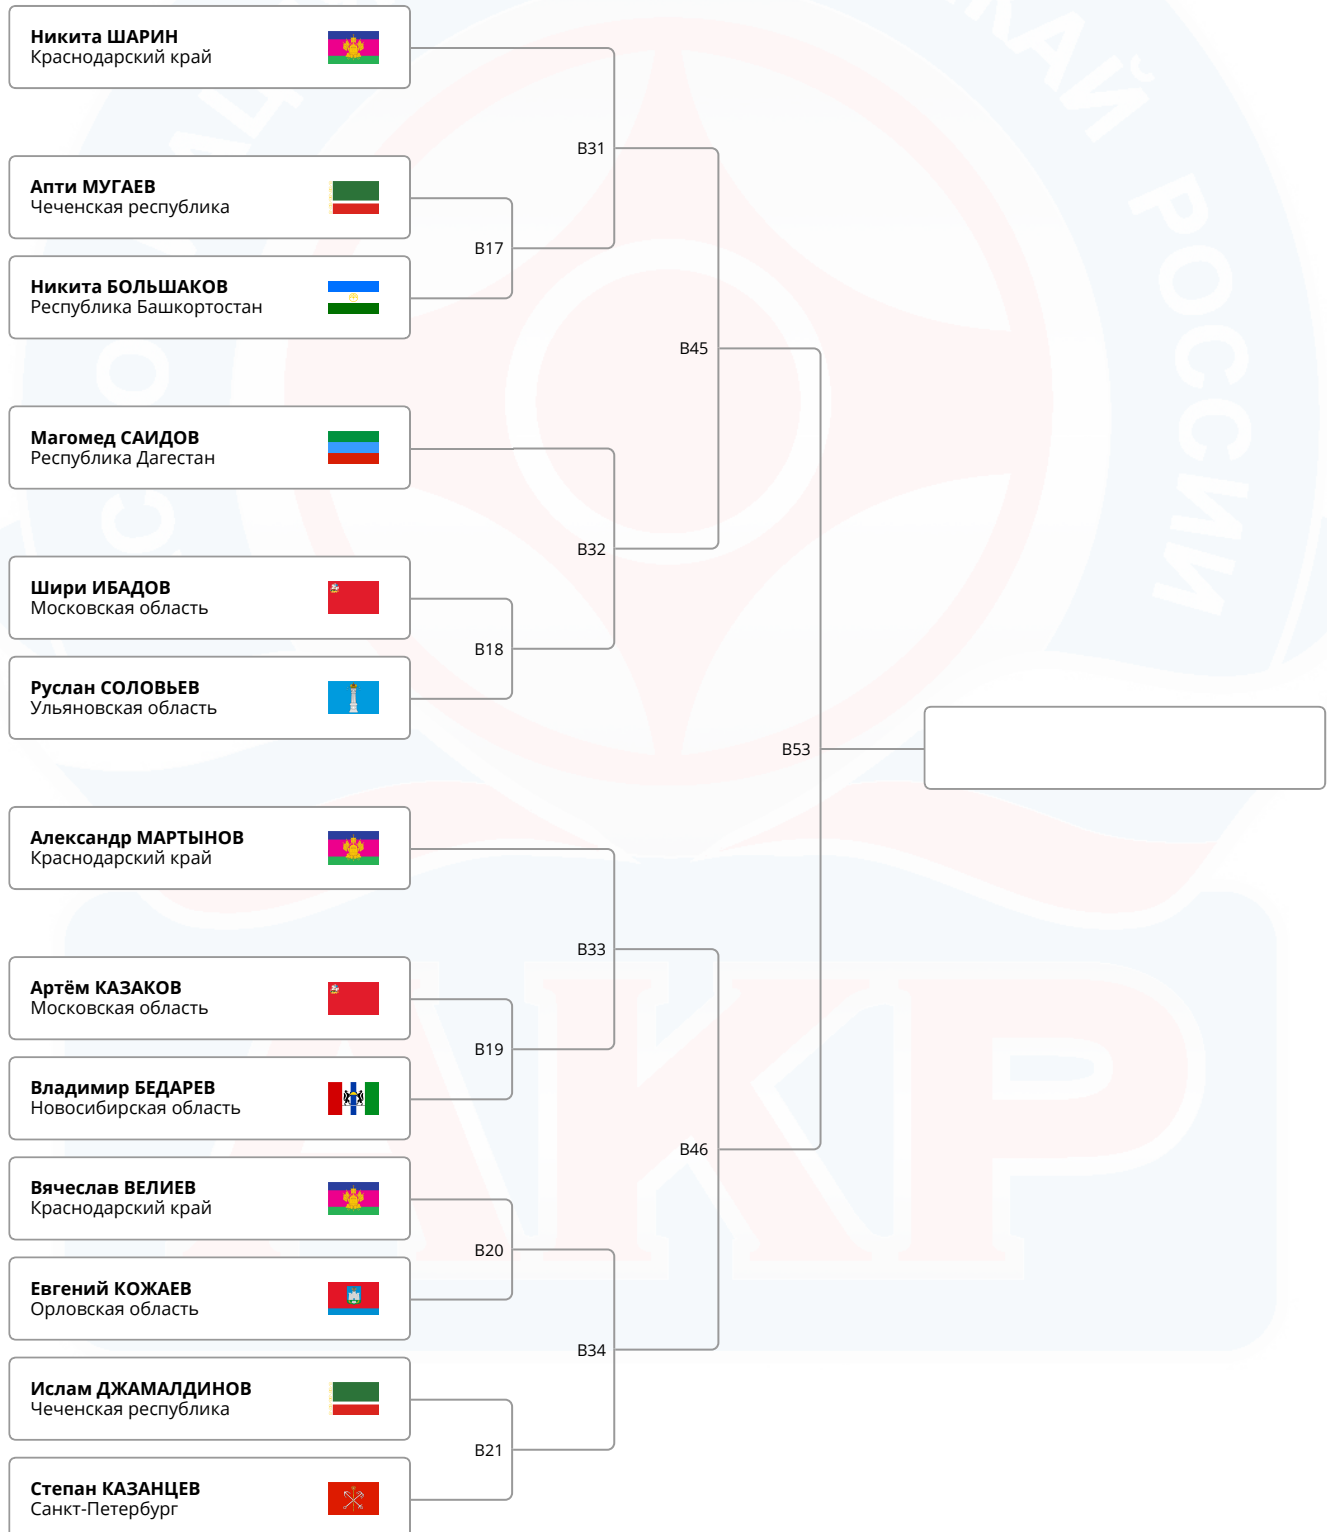 Никита ШАРИН
Краснодарский край
B31
Апти МУГАЕВ
Чеченская республика
B17
Никита БОЛЬШАКОВ
Республика Башкортостан
B45
Магомед САИДОВ
Республика Дагестан
B32
Шири ИБАДОВ
Московская область
B18
Руслан СОЛОВЬЕВ
Ульяновская область
B53
Александр МАРТЫНОВ
Краснодарский край
B33
Артём КАЗАКОВ
Московская область
B19
Владимир БЕДАРЕВ
Новосибирская область
B46
Вячеслав ВЕЛИЕВ
Краснодарский край
B20
Евгений КОЖАЕВ
Орловская область
B34
Ислам ДЖАМАЛДИНОВ
Чеченская республика
B21
Степан КАЗАНЦЕВ
Санкт-Петербург
РОССИИ
АКР